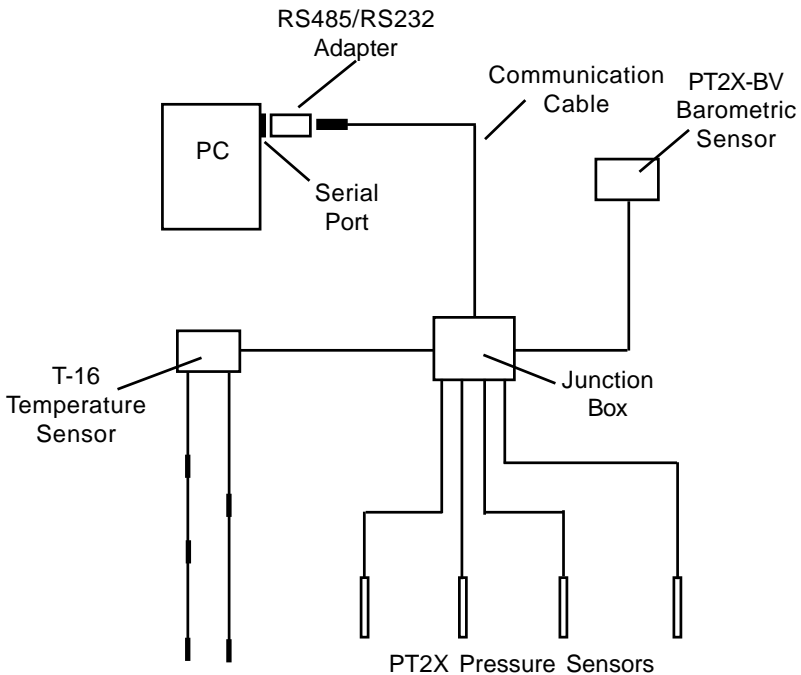 RS485/RS232
Adapter
Communication
Cable
PT2X-BV
Barometric
Sensor
PC
Serial
Port
T-16
Temperature
Sensor
Junction
Box
PT2X Pressure Sensors